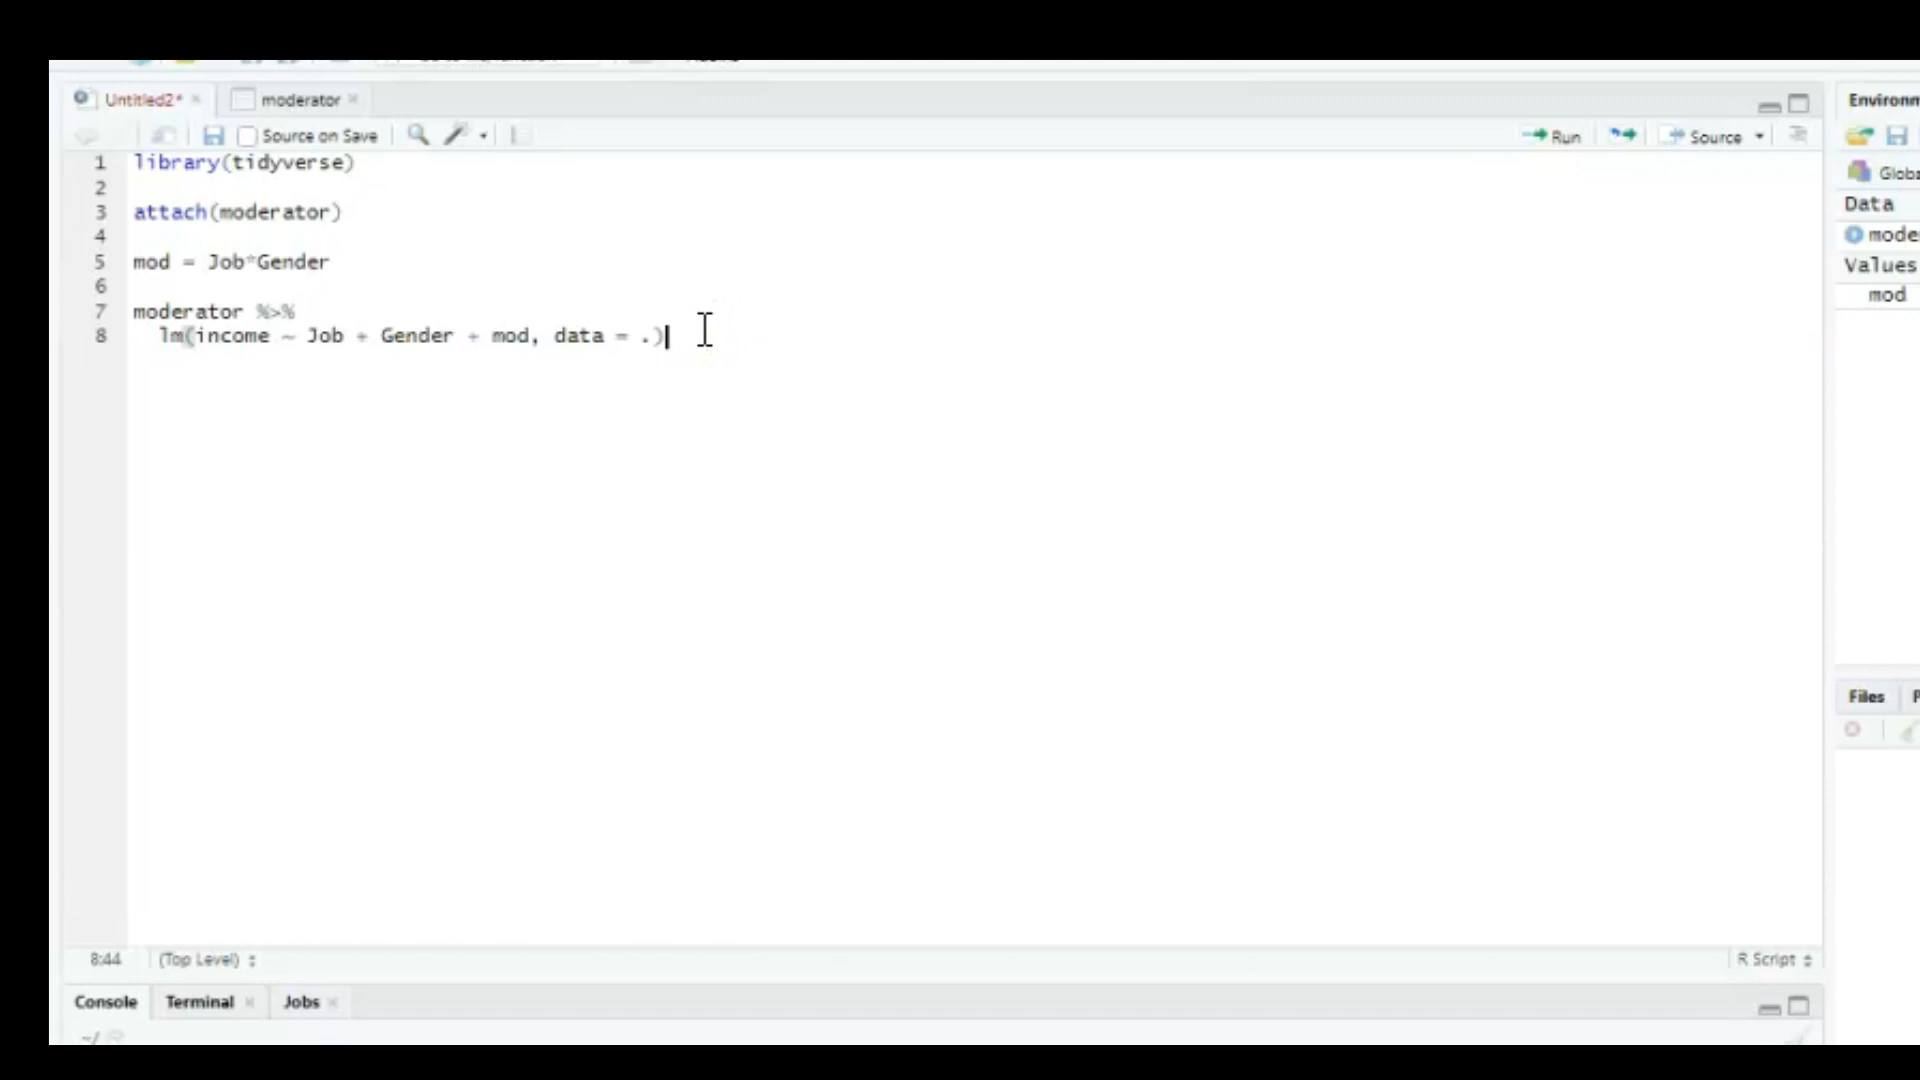 Untitled2* moderator
Source on Save Run Source
1 library(tidyverse)
2
3 attach(moderator)
4
5 mod = Job*Gender
6
7 moderator %>%
8 lm(income ~ Job + Gender + mod, data = .)
8:44 (Top Level) R Script
Console Terminal Jobs
~/
Environm
Globa
Data
mode
Values
mod
Files